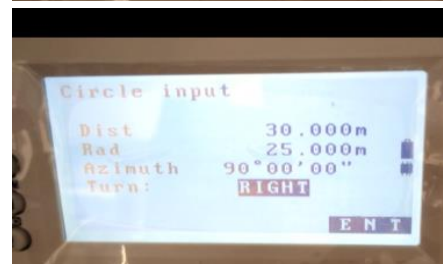 Circle input
Dist 30.000m
Rad 25.000m
Azimuth 90°00'00"
Turn: RIGHT
ENT